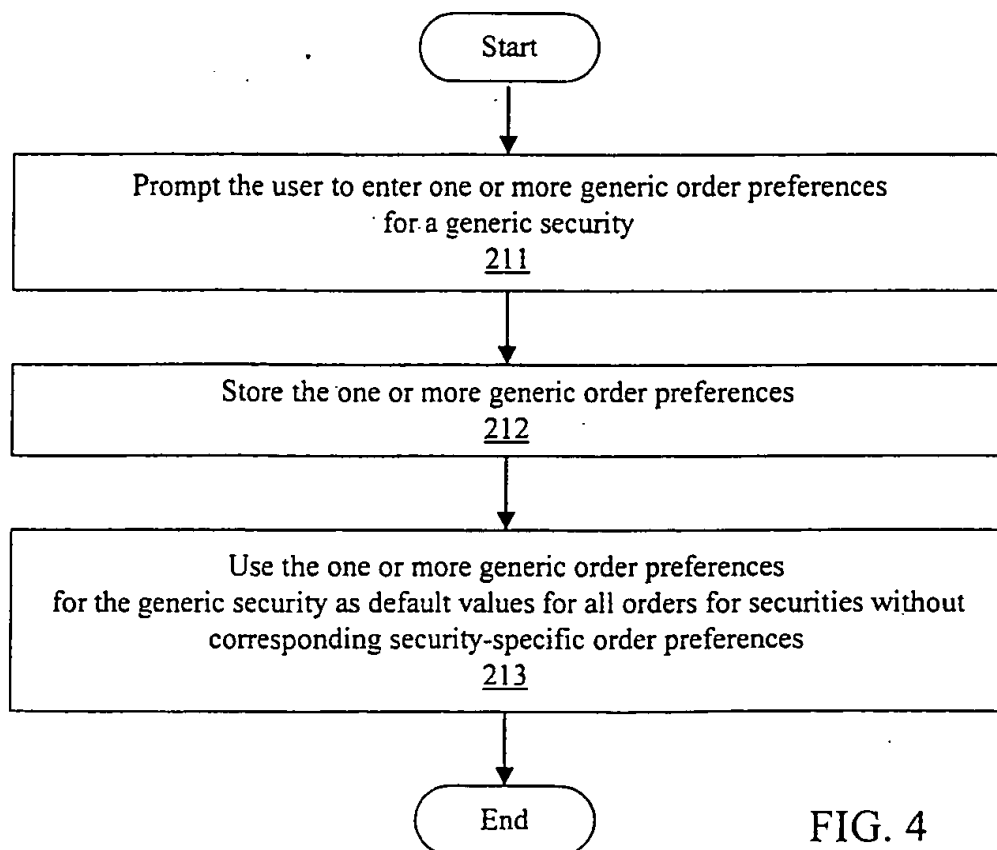 Start
Prompt the user to enter one or more generic order preferences
for a generic security
211
Store the one or more generic order preferences
212
Use the one or more generic order preferences
for the generic security as default values for all orders for securities without
corresponding security-specific order preferences
213
End
FIG. 4